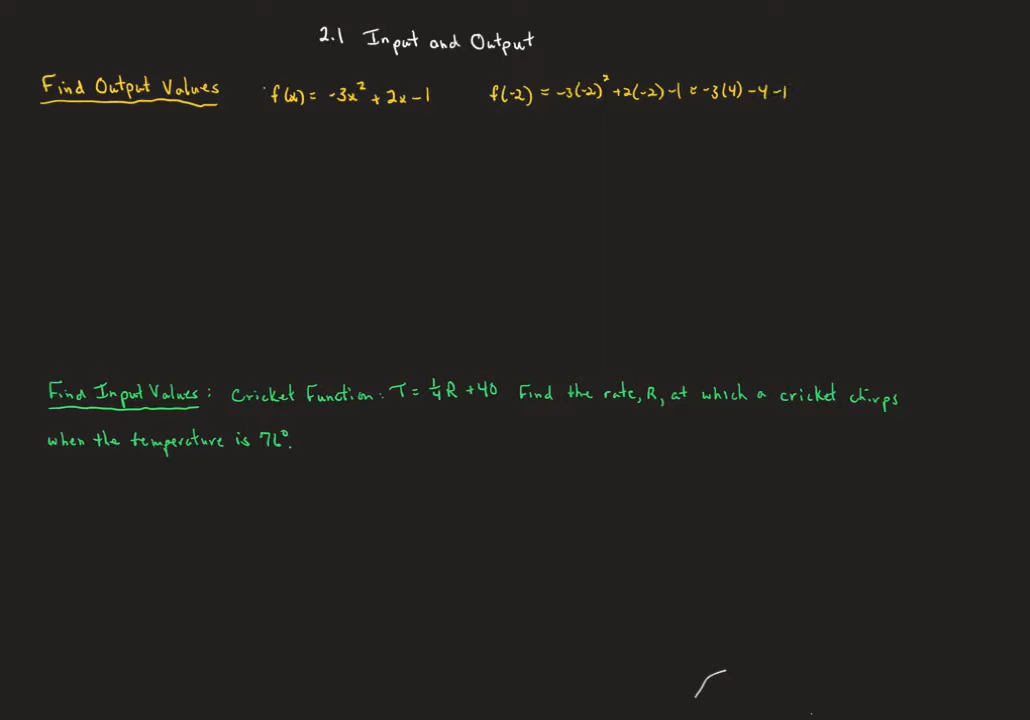 2.1 Input and Output
Find Output Values f(x) = -3x² + 2x - 1 f(-2) = -3(-2)² + 2(-2) - 1 = -3(4) - 4 - 1
Find Input Values: Cricket Function: T = 1/4 R + 40 Find the rate, R, at which a cricket chirps
when the temperature is 76°.